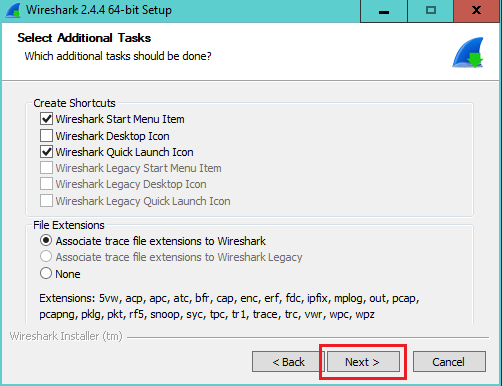 Wireshark 2.4.4 64-bit Setup
Select Additional Tasks
Which additional tasks should be done?
Create Shortcuts
Wireshark Start Menu Item
Wireshark Desktop Icon
Wireshark Quick Launch Icon
Wireshark Legacy Start Menu Item
Wireshark Legacy Desktop Icon
Wireshark Legacy Quick Launch Icon
File Extensions
Associate trace file extensions to Wireshark
Associate trace file extensions to Wireshark Legacy
None
Extensions: 5vw, acp, apc, atc, bfr, cap, enc, erf, fdc, ipfix, mplog, out, pcap,
pcapng, pklg, pkt, rf5, snoop, syc, tpc, tr1, trace, trc, vwr, wpc, wpz
Wireshark Installer (tm)
< Back Next > Cancel